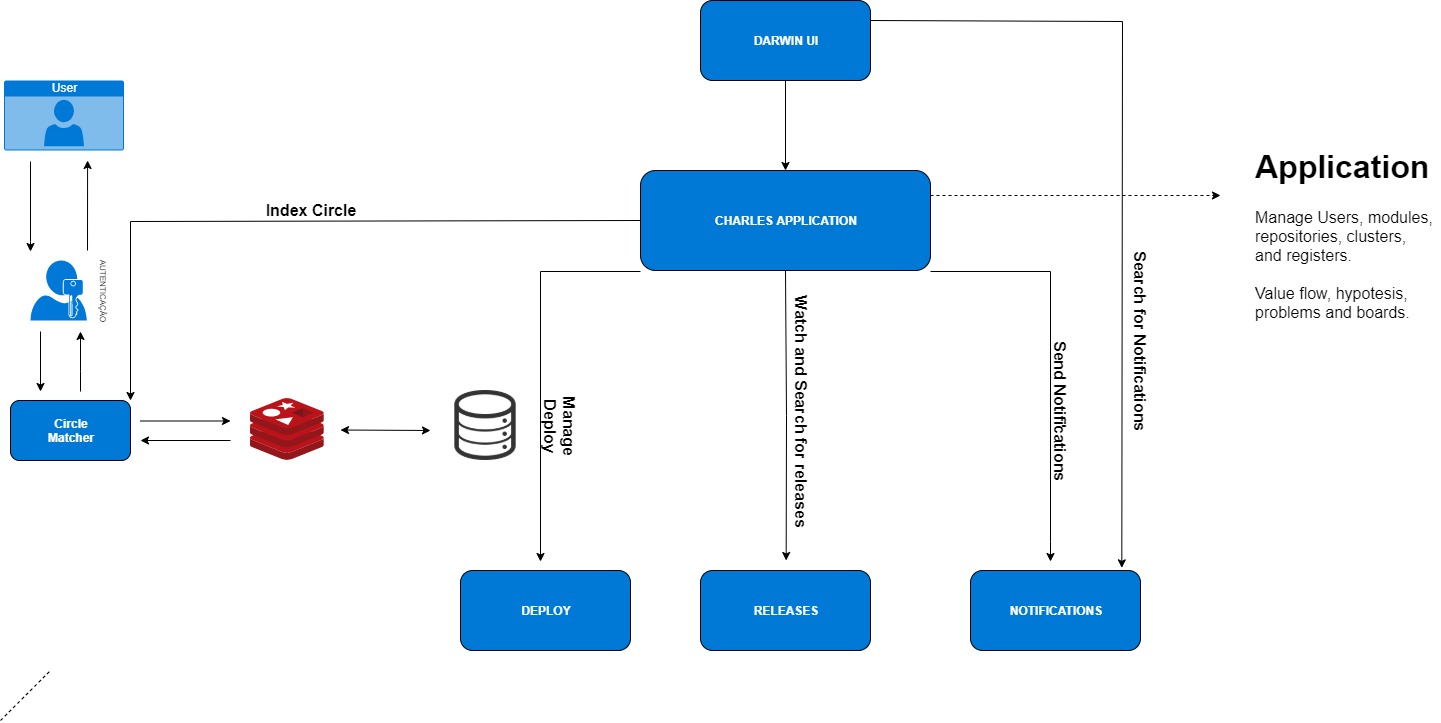 DARWIN UI
User
Application
CHARLES APPLICATION
Index Circle
Manage Users, modules,
repositories, clusters,
and registers.
Value flow, hypotesis,
problems and boards.
AUTENTICAÇÃO
Search for Notifications
Watch and Search for releases
Send Notifications
Manage
Deploy
Circle
Matcher
DEPLOY
RELEASES
NOTIFICATIONS